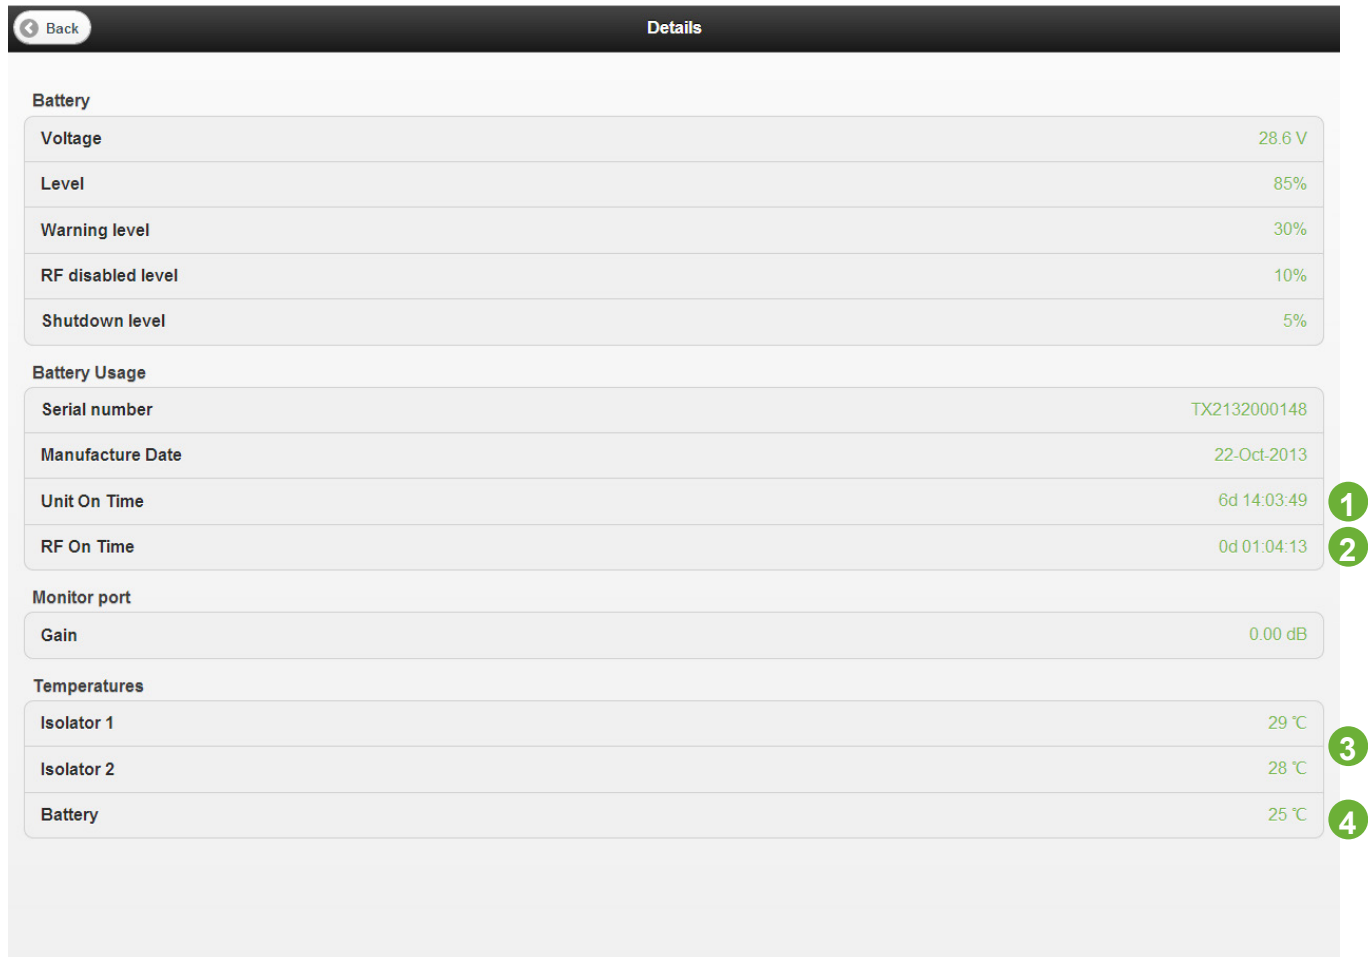 Back
Details
Battery
Voltage 28.6 V
Level 85%
Warning level 30%
RF disabled level 10%
Shutdown level 5%
Battery Usage
Serial number TX2132000148
Manufacture Date 22-Oct-2013
Unit On Time 6d 14:03:49 1
RF On Time 0d 01:04:13 2
Monitor port
Gain 0.00 dB
Temperatures
Isolator 1 29 ℃
3
Isolator 2 28 ℃
Battery 25 ℃ 4